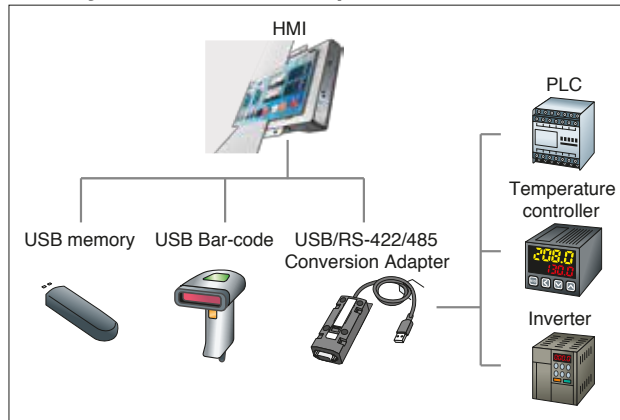 HMI
PLC
Temperature
controller
USB memory
USB Bar-code
USB/RS-422/485
Conversion Adapter
208.0
130.0
Inverter